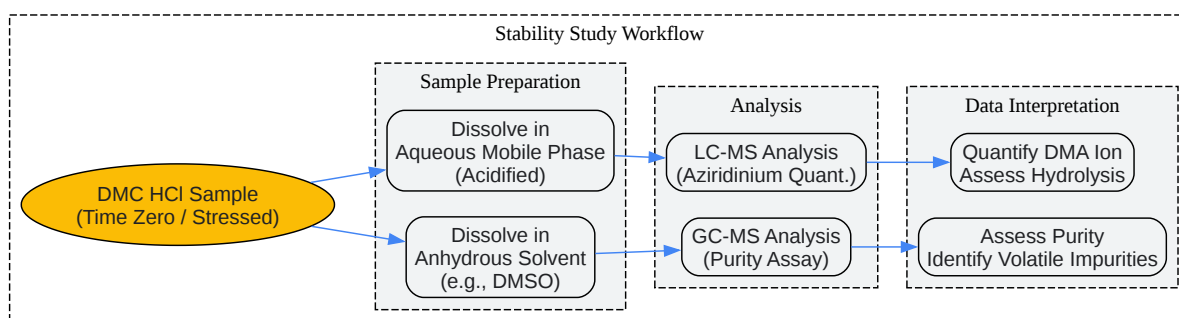 Stability Study Workflow
Sample Preparation
Analysis
Data Interpretation
DMC HCl Sample
(Time Zero / Stressed)
Dissolve in
Aqueous Mobile Phase
(Acidified)
LC-MS Analysis
(Aziridinium Quant.)
Quantify DMA Ion
Assess Hydrolysis
Dissolve in
Anhydrous Solvent
(e.g., DMSO)
GC-MS Analysis
(Purity Assay)
Assess Purity
Identify Volatile Impurities